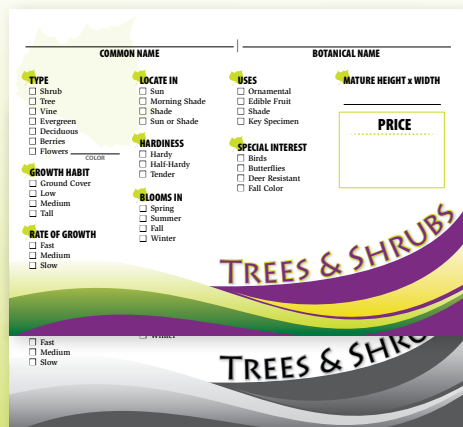 COMMON NAME
BOTANICAL NAME
TYPE
Shrub
Tree
Vine
Evergreen
Deciduous
Berries
Flowers
COLOR
GROWTH HABIT
Ground Cover
Low
Medium
Tall
RATE OF GROWTH
Fast
Medium
Slow
LOCATE IN
Sun
Morning Shade
Shade
Sun or Shade
HARDINESS
Hardy
Half-Hardy
Tender
BLOOMS IN
Spring
Summer
Fall
Winter
USES
Ornamental
Edible Fruit
Shade
Key Specimen
SPECIAL INTEREST
Birds
Butterflies
Deer Resistant
Fall Color
MATURE HEIGHT x WIDTH
PRICE
TREES & SHRUBS
Fast
Medium
Slow
Winter
TREES & SHRU